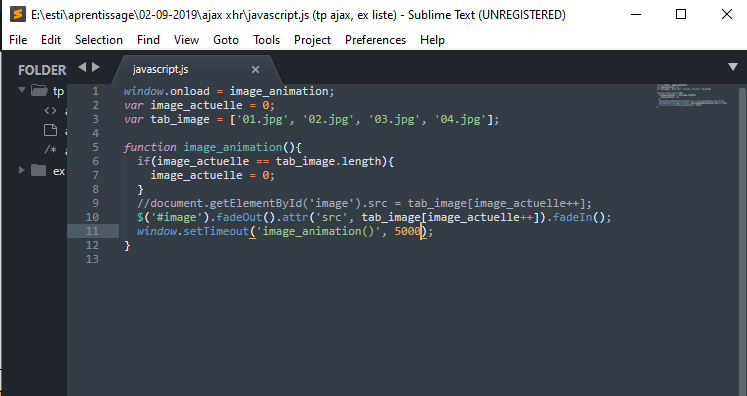 E:\esti\aprentissage\02-09-2019\ajax xhr\javascript.js (tp ajax, ex liste) - Sublime Text (UNREGISTERED)
File Edit Selection Find View Goto Tools Project Preferences Help
FOLDER
javascript.js
tp
<>
/*
ex
1 window.onload = image_animation;
2 var image_actuelle = 0;
3 var tab_image = ['01.jpg', '02.jpg', '03.jpg', '04.jpg'];
4
5 function image_animation(){
6 if(image_actuelle == tab_image.length){
7 image_actuelle = 0;
8 }
9 //document.getElementById('image').src = tab_image[image_actuelle++];
10 $('#image').fadeOut().attr('src', tab_image[image_actuelle++]).fadeIn();
11 window.setTimeout('image_animation()', 5000);
12 }
13